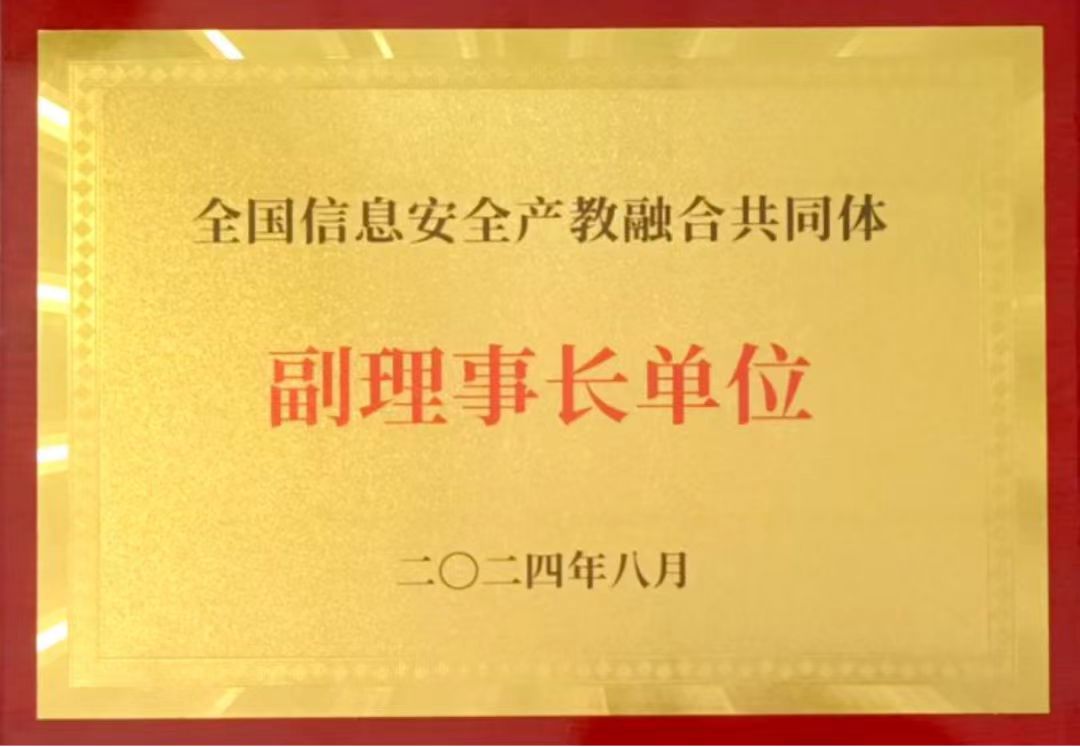 全国信息安全产教融合共同体
副理事长单位
二〇二四年八月